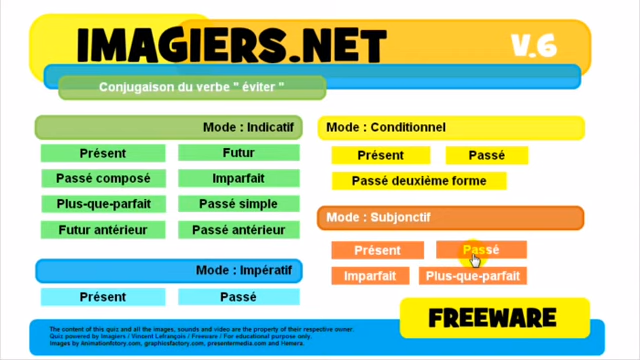 IMAGIERS.NET
V.6
Conjugaison du verbe " éviter "
Mode : Indicatif
Présent
Futur
Passé composé
Imparfait
Plus-que-parfait
Passé simple
Futur antérieur
Passé antérieur
Mode : Impératif
Présent
Passé
Mode : Conditionnel
Présent
Passé
Passé deuxième forme
Mode : Subjonctif
Présent
Passé
Imparfait
Plus-que-parfait
FREEWARE
The content of this quiz and all the images, sounds and video are the property of their respective owner.
Quiz powered by Imagiers / Vincent Lefrançois / Freeware / For educational purpose only.
Images by Animationfotory.com, graphicsfactory.com, presentermedia.com and Hemera.